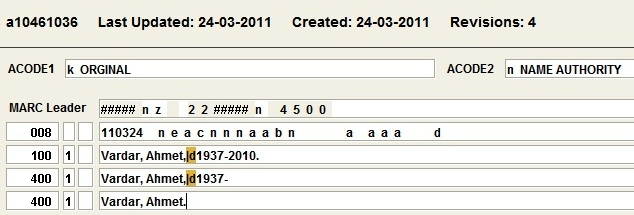 a10461036 Last Updated: 24-03-2011 Created: 24-03-2011 Revisions: 4
ACODE1 k ORGINAL ACODE2 n NAME AUTHORITY
MARC Leader ##### n z 2 2 ##### n 4 5 0 0
008 110324 n e a c n n n a a b n a a a a d
100 1 Vardar, Ahmet,|d1937-2010.
400 1 Vardar, Ahmet,|d1937-
400 1 Vardar, Ahmet.